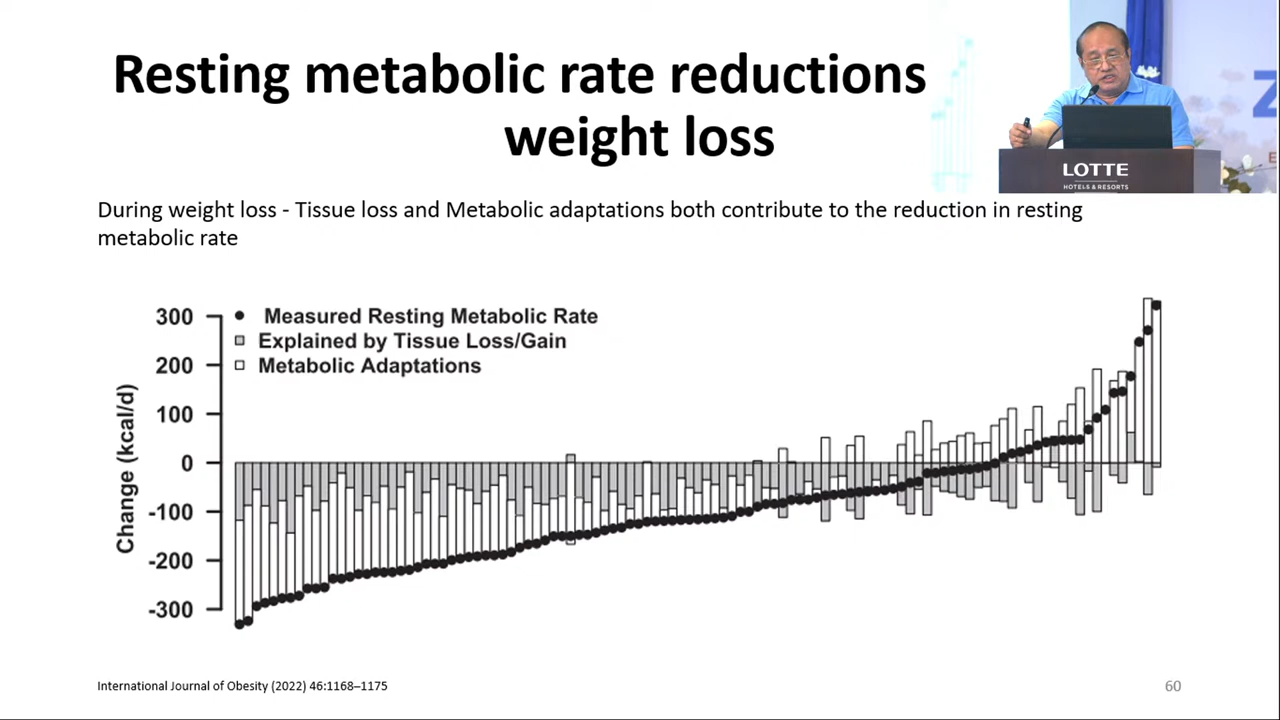 Resting metabolic rate reductions
weight loss
LOTTE
HOTELS & RESORTS
During weight loss - Tissue loss and Metabolic adaptations both contribute to the reduction in resting
metabolic rate
Measured Resting Metabolic Rate
Explained by Tissue Loss/Gain
Metabolic Adaptations
Change (kcal/d)
300
200
100
0
-100
-200
-300
International Journal of Obesity (2022) 46:1168–1175
60